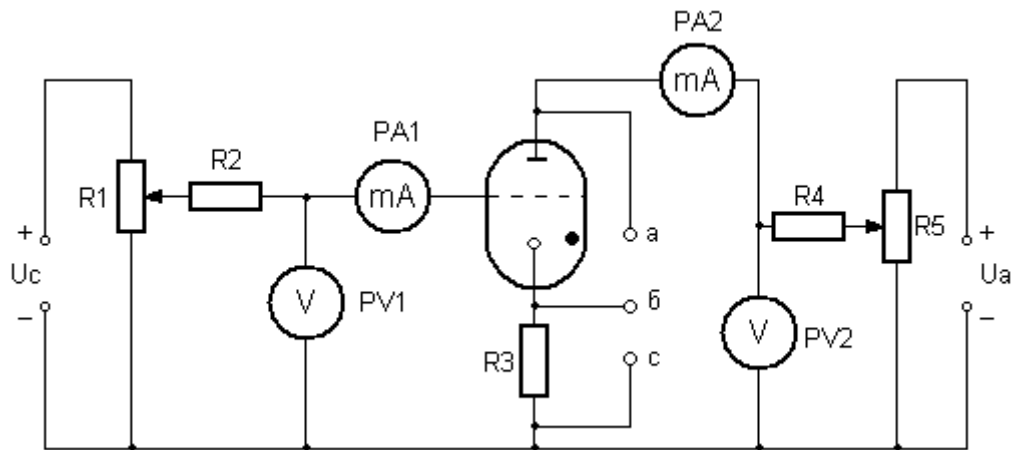 PA2
mA
PA1
R2
R1
mA
R4
R5
+
Uc
−
V
PV1
a
б
c
R3
V
PV2
+
Ua
−